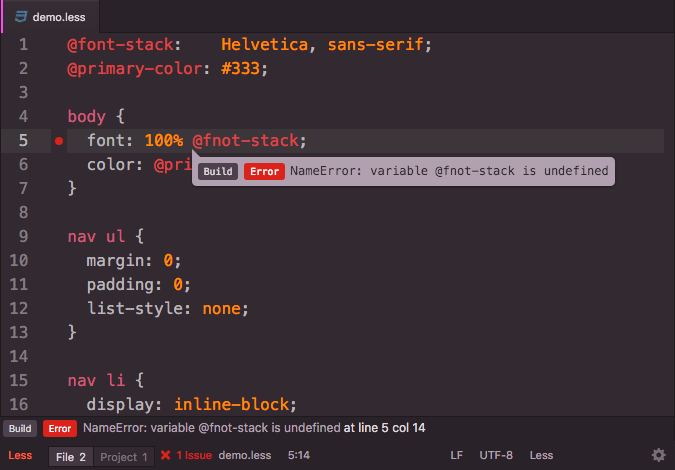 demo.less
1 @font-stack: Helvetica, sans-serif;
2 @primary-color: #333;
3
4 body {
5 font: 100% @fnot-stack;
6 color: @pri
Build Error NameError: variable @fnot-stack is undefined
7 }
8
9 nav ul {
10 margin: 0;
11 padding: 0;
12 list-style: none;
13 }
14
15 nav li {
16 display: inline-block;
Build Error NameError: variable @fnot-stack is undefined at line 5 col 14
Less File 2 Project 1 1 Issue demo.less 5:14 LF UTF-8 Less